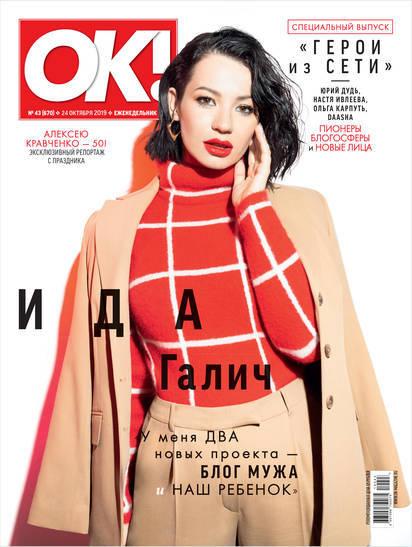 OK!
№ 43 (670) ❖ 24 ОКТЯБРЯ 2019 ❖ ЕЖЕНЕДЕЛЬНИК
АЛЕКСЕЮ
КРАВЧЕНКО — 50!
ЭКСКЛЮЗИВНЫЙ РЕПОРТАЖ
С ПРАЗДНИКА
СПЕЦИАЛЬНЫЙ ВЫПУСК
«ГЕРОИ
из СЕТИ»
ЮРИЙ ДУДЬ,
НАСТЯ ИВЛЕЕВА,
ОЛЬГА КАРПУТЬ,
DAASHA
ПИОНЕРЫ
БЛОГОСФЕРЫ
и НОВЫЕ ЛИЦА
ИДА
Галич
У меня ДВА
новых проекта —
БЛОГ МУЖА
и НАШ РЕБЕНОК»